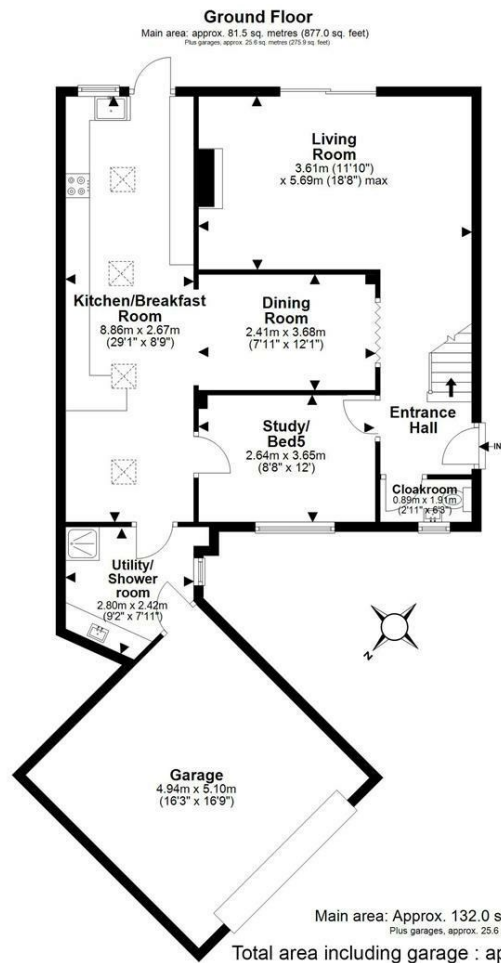 Ground Floor
Main area: approx. 81.5 sq. metres (877.0 sq. feet)
Plus garages, approx. 25.6 sq. metres (275.9 sq. feet)
Living
Room
3.61m (11'10")
x 5.69m (18'8") max
Kitchen/Breakfast
Room
8.86m x 2.67m
(29'1" x 8'9")
Dining
Room
2.41m x 3.68m
(7'11" x 12'1")
Study/
Bed5
2.64m x 3.65m
(8'8" x 12')
Entrance
Hall
IN
Cloakroom
0.89m x 1.91m
(2'11" x 6'3")
Utility/
Shower
room
2.80m x 2.42m
(9'2" x 7'11")
Z
Garage
4.94m x 5.10m
(16'3" x 16'9")
Main area: Approx. 132.0 s
Plus garages, approx. 25.6
Total area including garage : ap